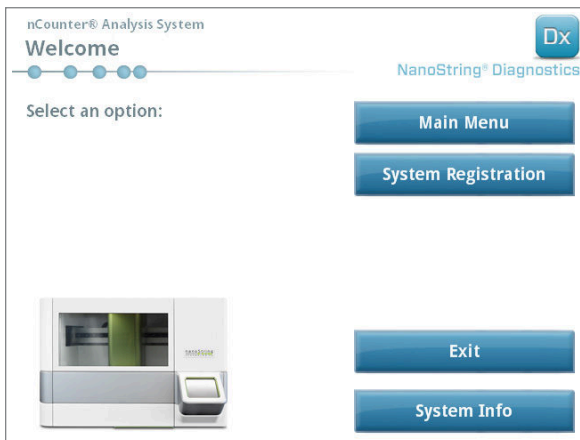 nCounter® Analysis System
Welcome
Dx
NanoString® Diagnostics
Select an option:
Main Menu
System Registration
Exit
System Info